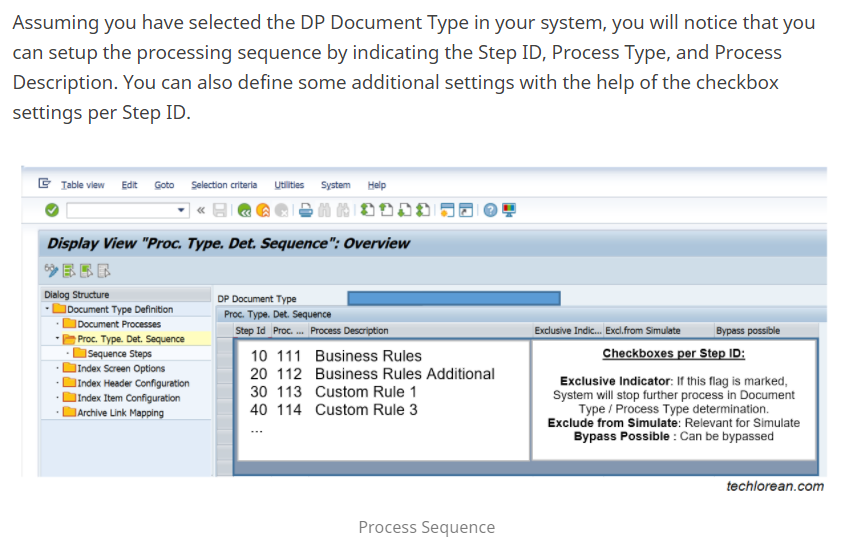 Assuming you have selected the DP Document Type in your system, you will notice that you
can setup the processing sequence by indicating the Step ID, Process Type, and Process
Description. You can also define some additional settings with the help of the checkbox
settings per Step ID.
Table view Edit Goto Selection criteria Utilities System Help
Display View "Proc. Type. Det. Sequence": Overview
Dialog Structure
Document Type Definition
Document Processes
Proc. Type. Det. Sequence
Sequence Steps
Index Screen Options
Index Header Configuration
Index Item Configuration
Archive Link Mapping
DP Document Type
Proc. Type. Det. Sequence
Step Id Proc. ... Process Description Exclusive Indic... Excl.from Simulate Bypass possible
10 111 Business Rules
20 112 Business Rules Additional
30 113 Custom Rule 1
40 114 Custom Rule 3
...
Checkboxes per Step ID:
Exclusive Indicator: If this flag is marked,
System will stop further process in Document
Type / Process Type determination.
Exclude from Simulate: Relevant for Simulate
Bypass Possible : Can be bypassed
techlorean.com
Process Sequence